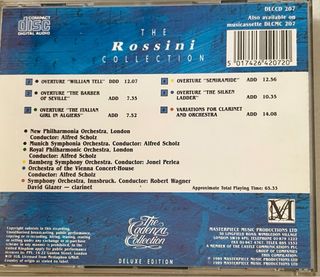 COMPACT
disc
DIGITAL AUDIO
THE
Rossini
COLLECTION
DLCCD 207
Also available on
musicassette DLCMC 207
5 017426 420720
OVERTURE "WILLIAM TELL" DDD 12.07
OVERTURE "THE BARBER
OF SEVILLE" ADD 7.35
OVERTURE "THE ITALIAN
GIRL IN ALGIERS" ADD 7.52
OVERTURE "SEMIRAMIDE" ADD 12.56
OVERTURE "THE SILKEN
LADDER" ADD 10.35
VARIATIONS FOR CLARINET
AND ORCHESTRA ADD 14.08
New Philharmonia Orchestra, London
Conductor: Alfred Scholz
Munich Symphonia Orchestra. Conductor: Alfred Scholz
Royal Philharmonic Orchestra, London
Conductor: Alfred Scholz
Bamberg Symphony Orchestra. Conductor: Jonel Perlea
Orchestra of the Vienna Concert-House
Conductor: Alfred Scholz
Symphony Orchestra, Innsbruck. Conductor: Robert Wagner
David Glazer — clarinet
Approximate Total Playing Time: 65.33
The
Cadenza
Collection
DELUXE EDITION
M
MASTERPIECE MUSIC PRODUCTIONS LTD